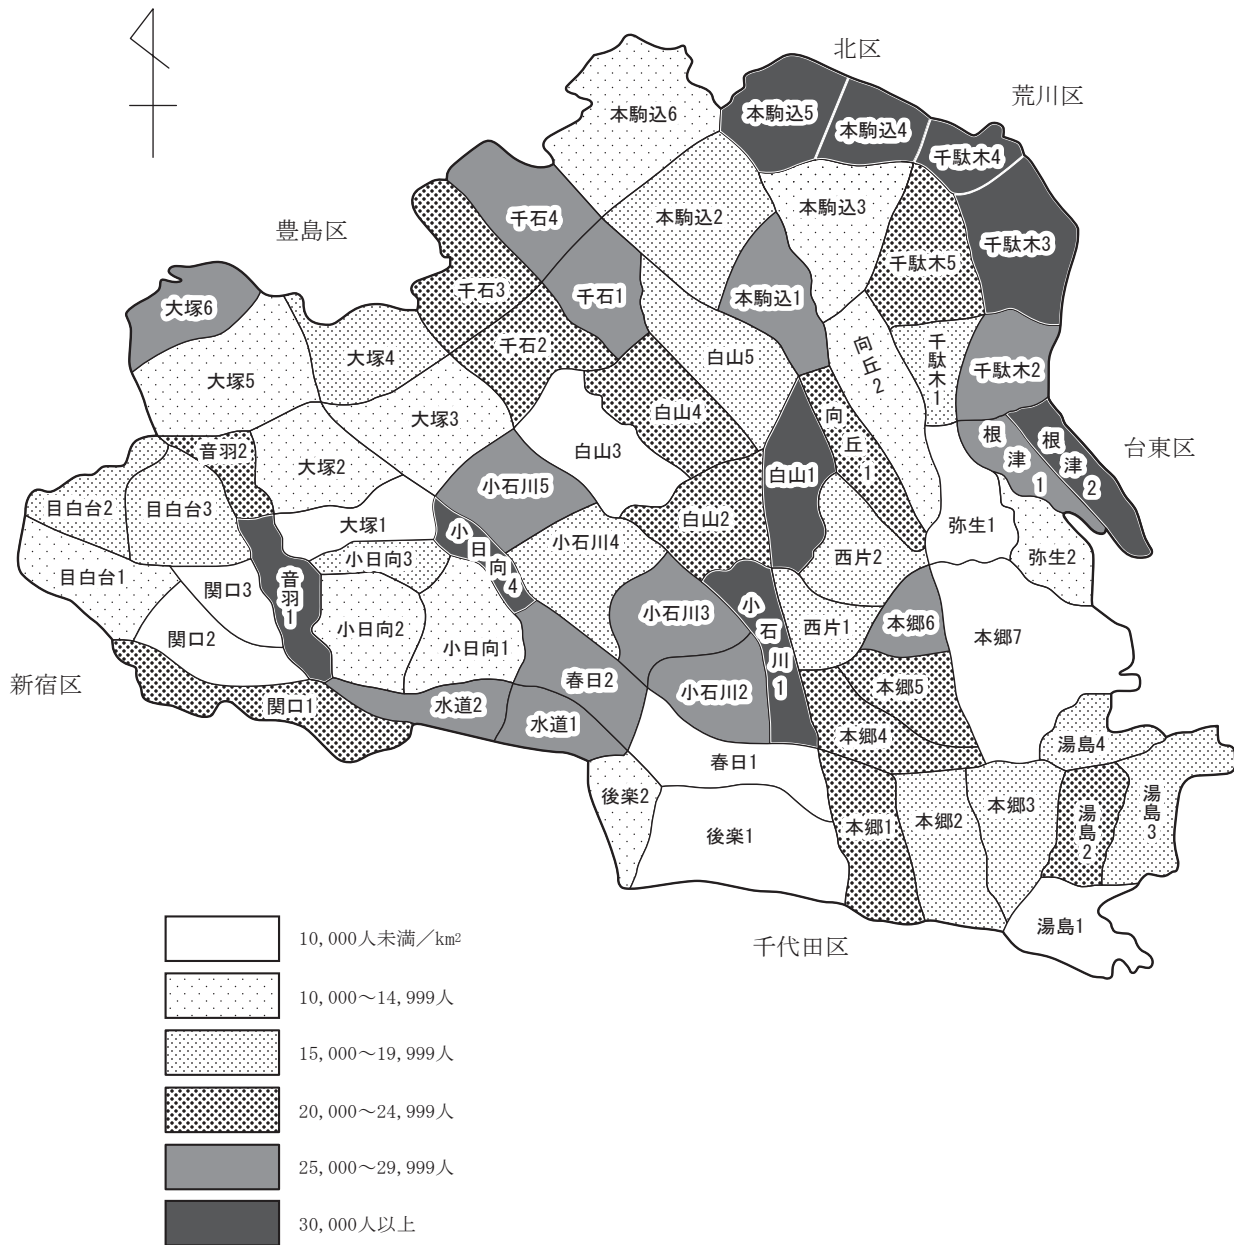 北区
荒川区
豊島区
台東区
新宿区
千代田区
本駒込6
本駒込5
本駒込4
千駄木4
千石4
本駒込2
本駒込3
千駄木3
千駄木5
千石3
千石1
本駒込1
大塚6
大塚4
千石2
白山5
向丘2
千駄木1
千駄木2
大塚5
大塚3
白山4
向丘1
根津1
根津2
音羽2
大塚2
白山3
白山1
目白台2
目白台3
小石川5
白山2
弥生1
大塚1
小日向4
小石川4
西片2
弥生2
目白台1
関口3
音羽1
小日向3
小石川3
小石川1
関口2
小日向2
小日向1
西片1
本郷6
本郷7
関口1
水道2
春日2
小石川2
本郷5
水道1
本郷4
湯島4
春日1
後楽2
後楽1
本郷1
本郷2
本郷3
湯島2
湯島3
湯島1
10,000人未満／km²
10,000～14,999人
15,000～19,999人
20,000～24,999人
25,000～29,999人
30,000人以上